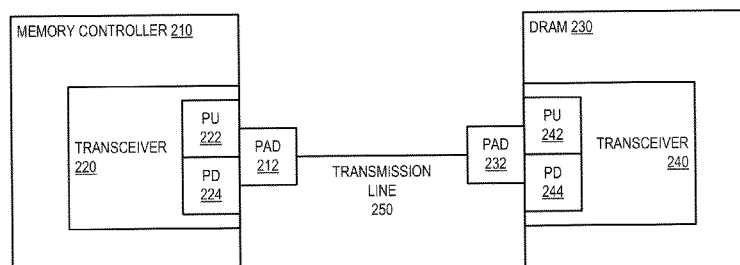 MEMORY CONTROLLER 210
DRAM 230
TRANSCEIVER
220
PU
222
PD
224
PAD
212
TRANSMISSION
LINE
250
PAD
232
PU
242
PD
244
TRANSCEIVER
240